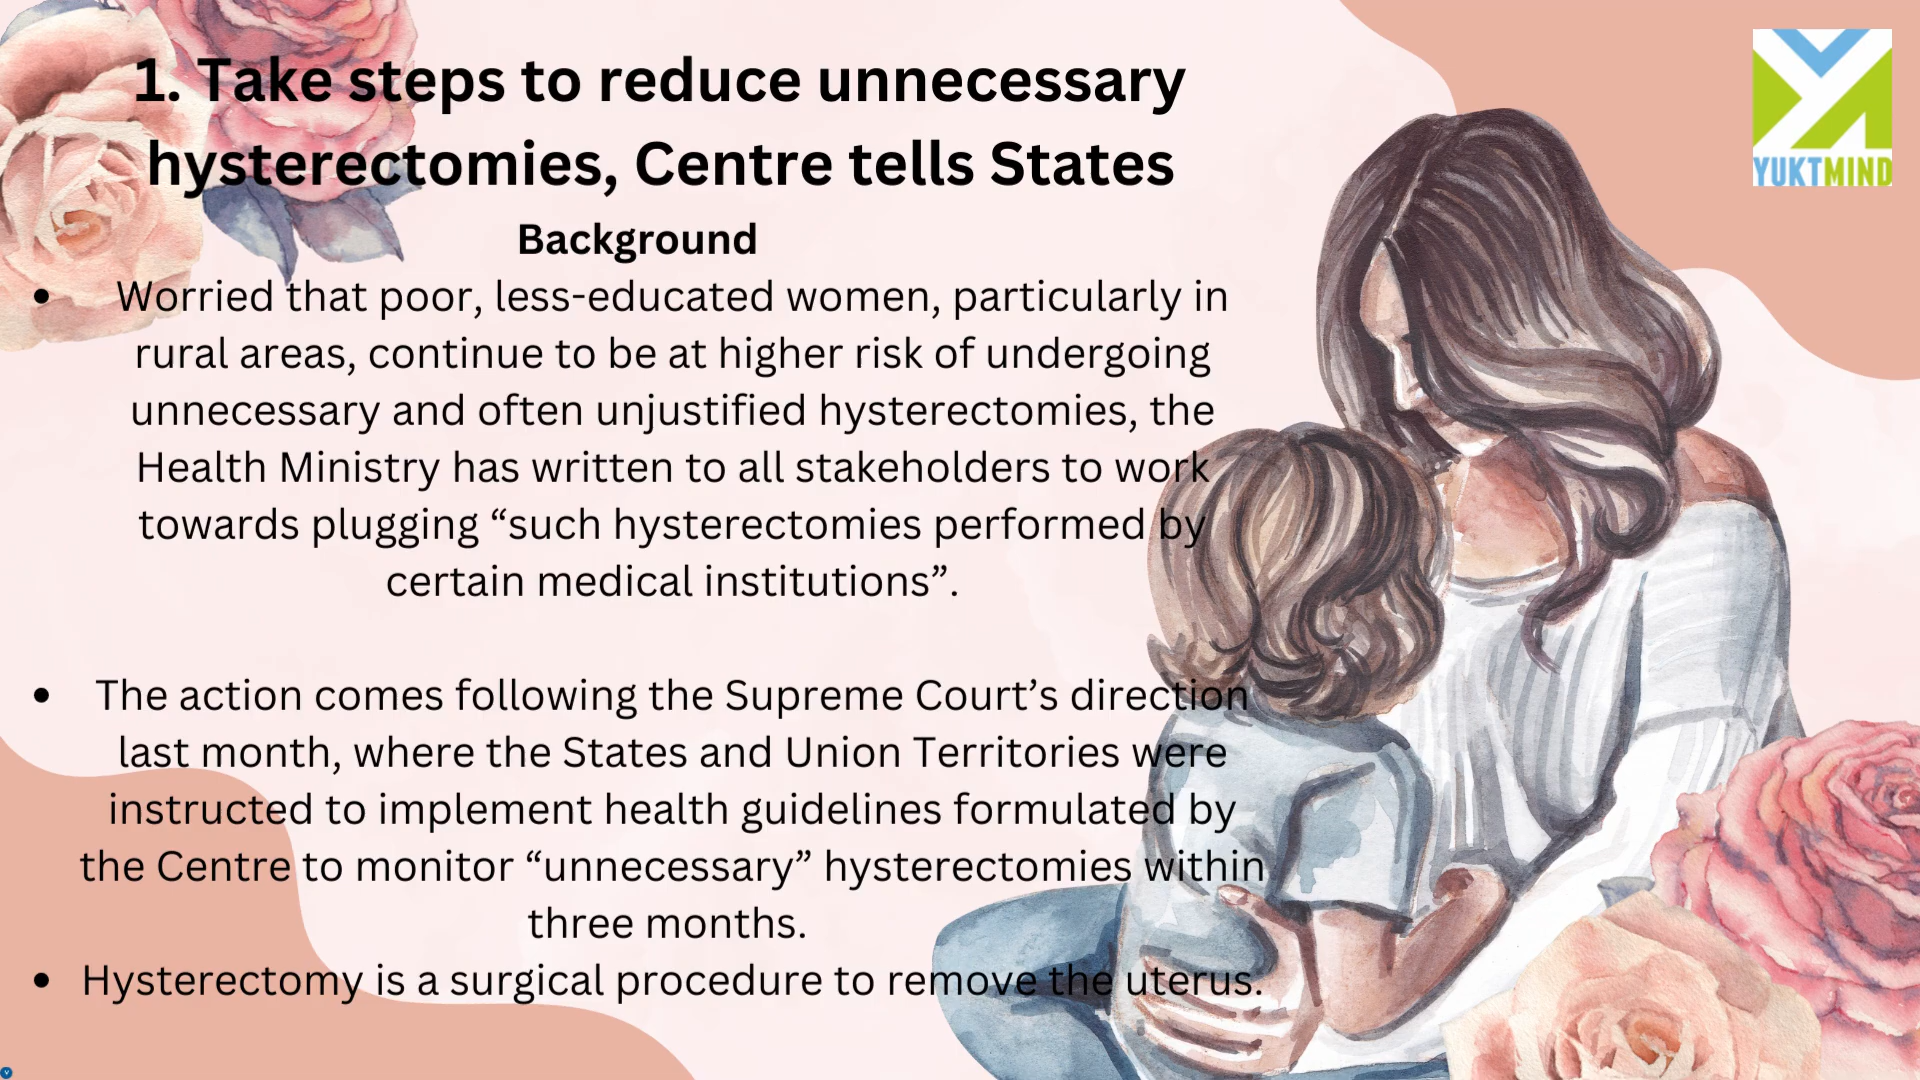 1. Take steps to reduce unnecessary
hysterectomies, Centre tells States
YUKTMIND
Background
• Worried that poor, less-educated women, particularly in
rural areas, continue to be at higher risk of undergoing
unnecessary and often unjustified hysterectomies, the
Health Ministry has written to all stakeholders to work
towards plugging “such hysterectomies performed by
certain medical institutions”.
• The action comes following the Supreme Court’s direction
last month, where the States and Union Territories were
instructed to implement health guidelines formulated by
the Centre to monitor “unnecessary” hysterectomies within
three months.
• Hysterectomy is a surgical procedure to remove the uterus.